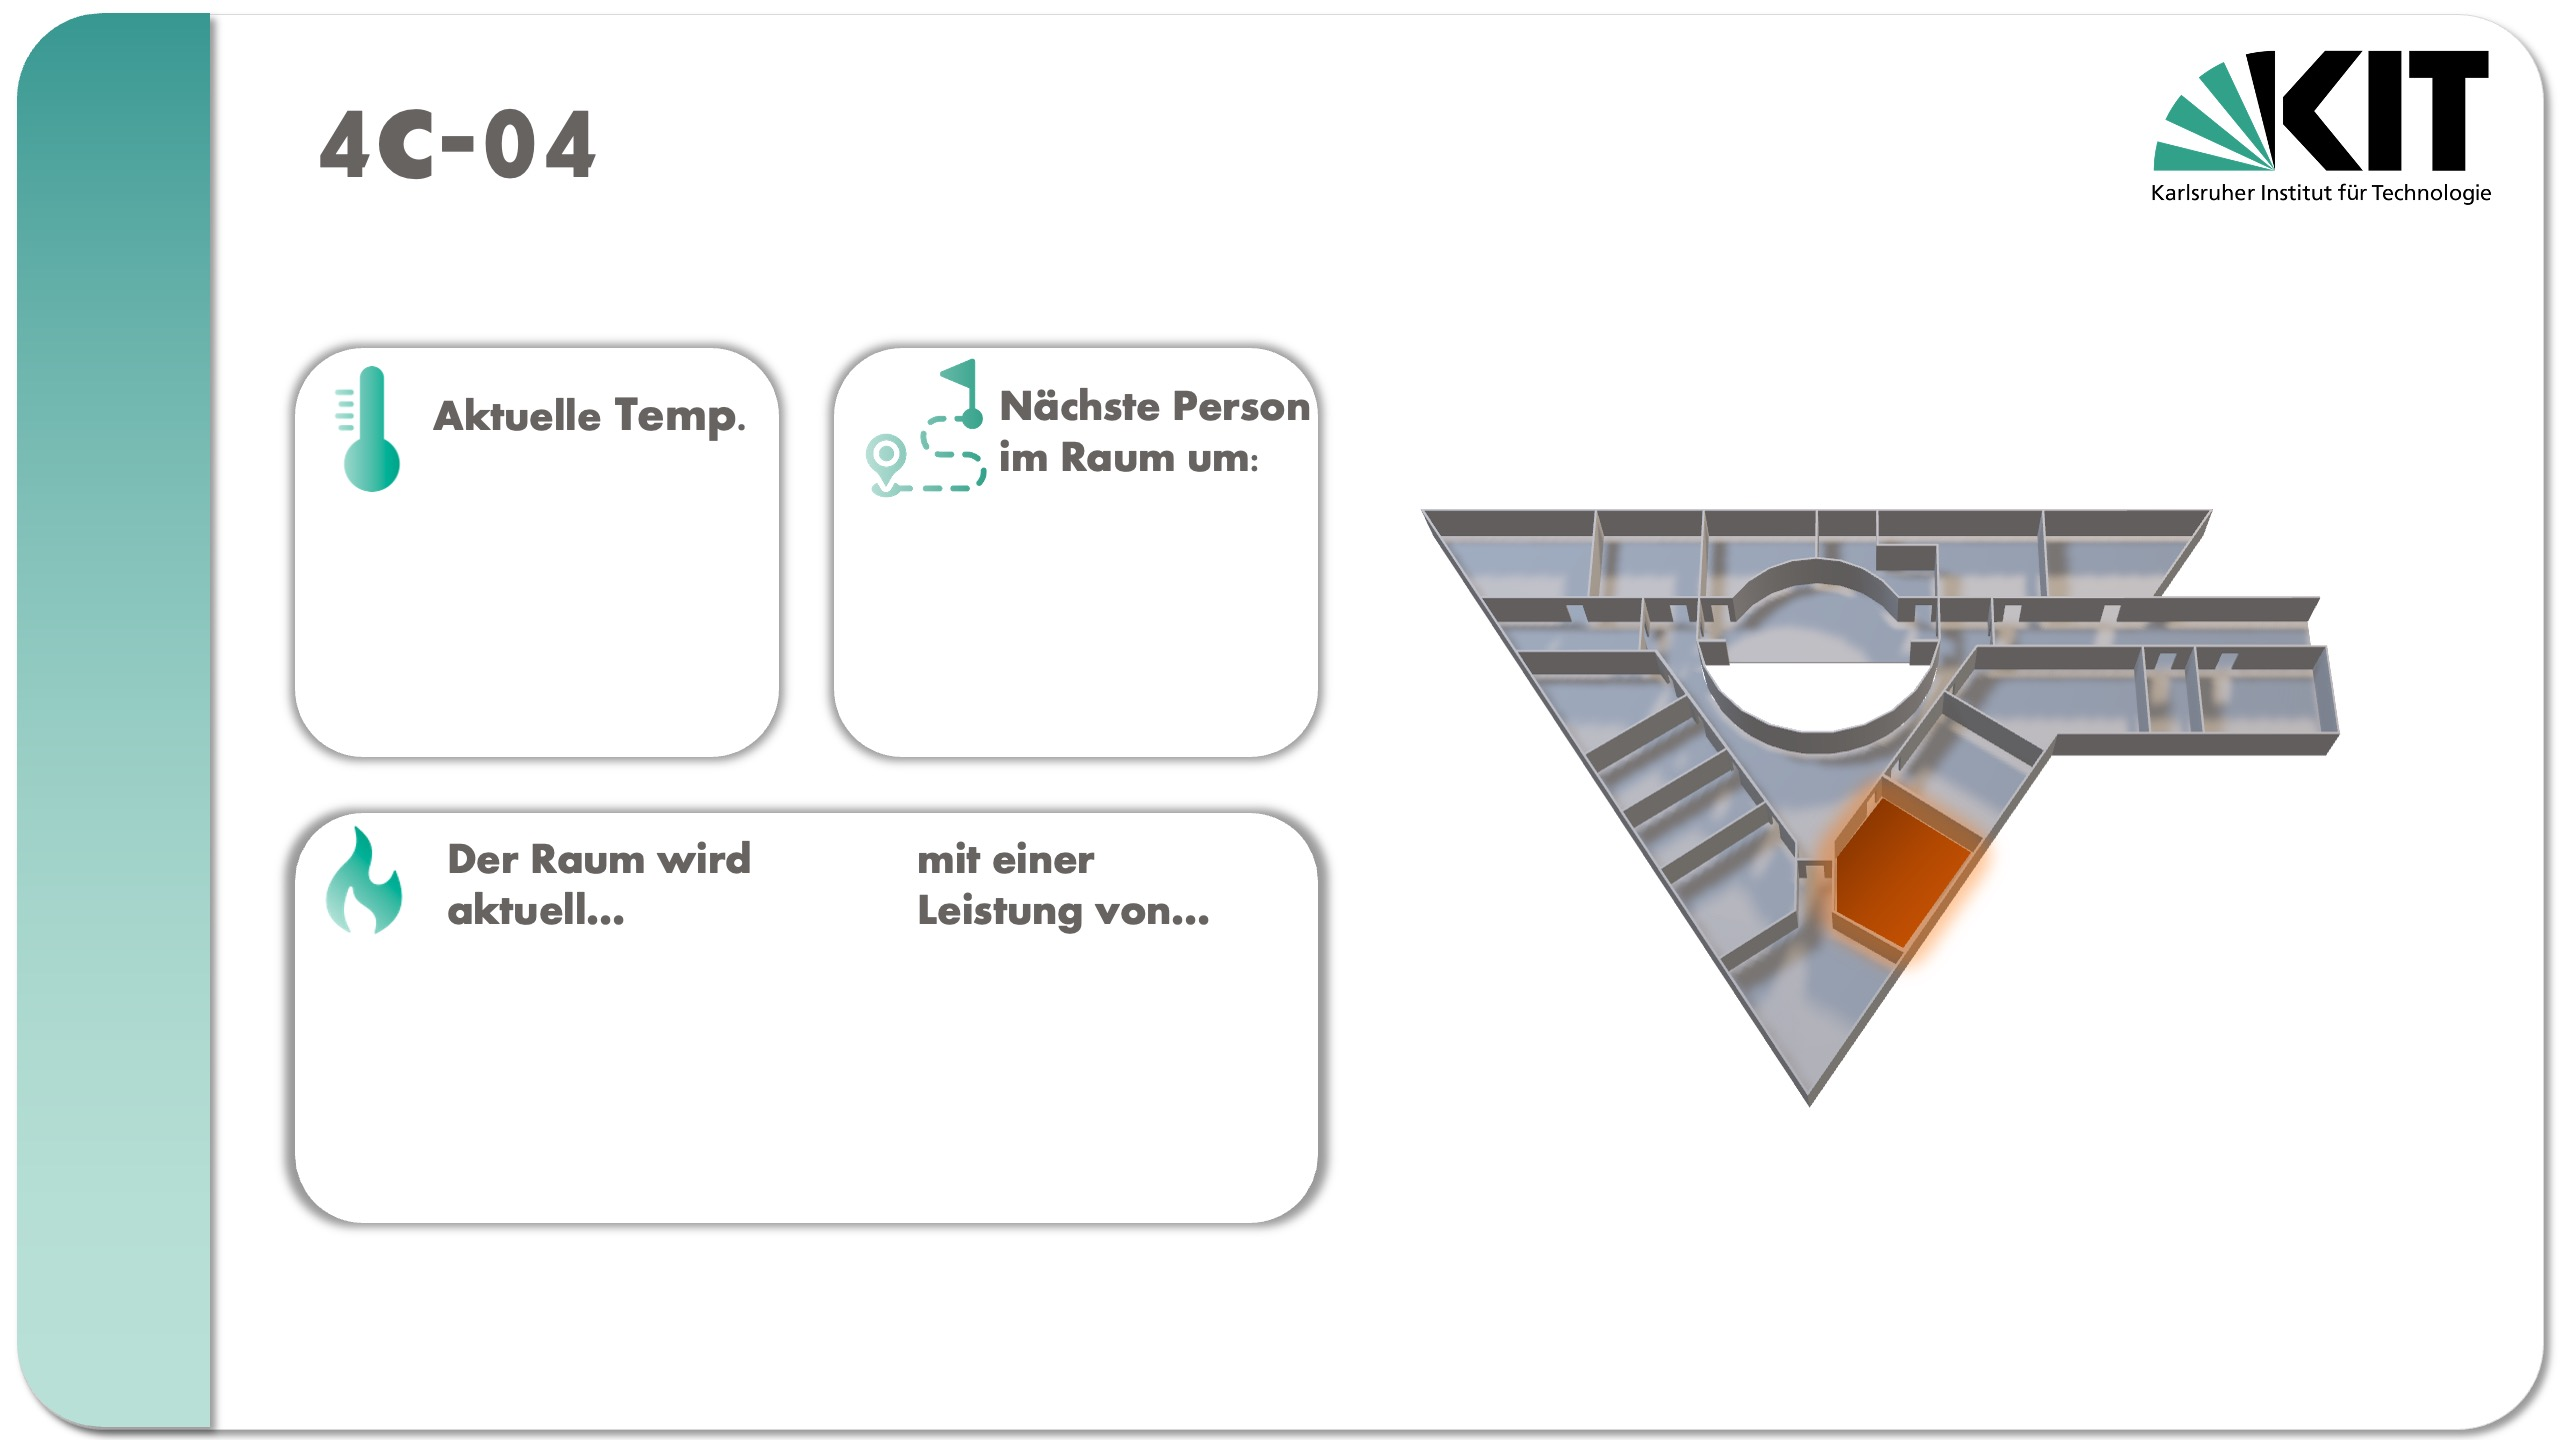 4C-04
KIT
Karlsruher Institut für Technologie
Aktuelle Temp.
Nächste Person
im Raum um:
Der Raum wird
aktuell...
mit einer
Leistung von...